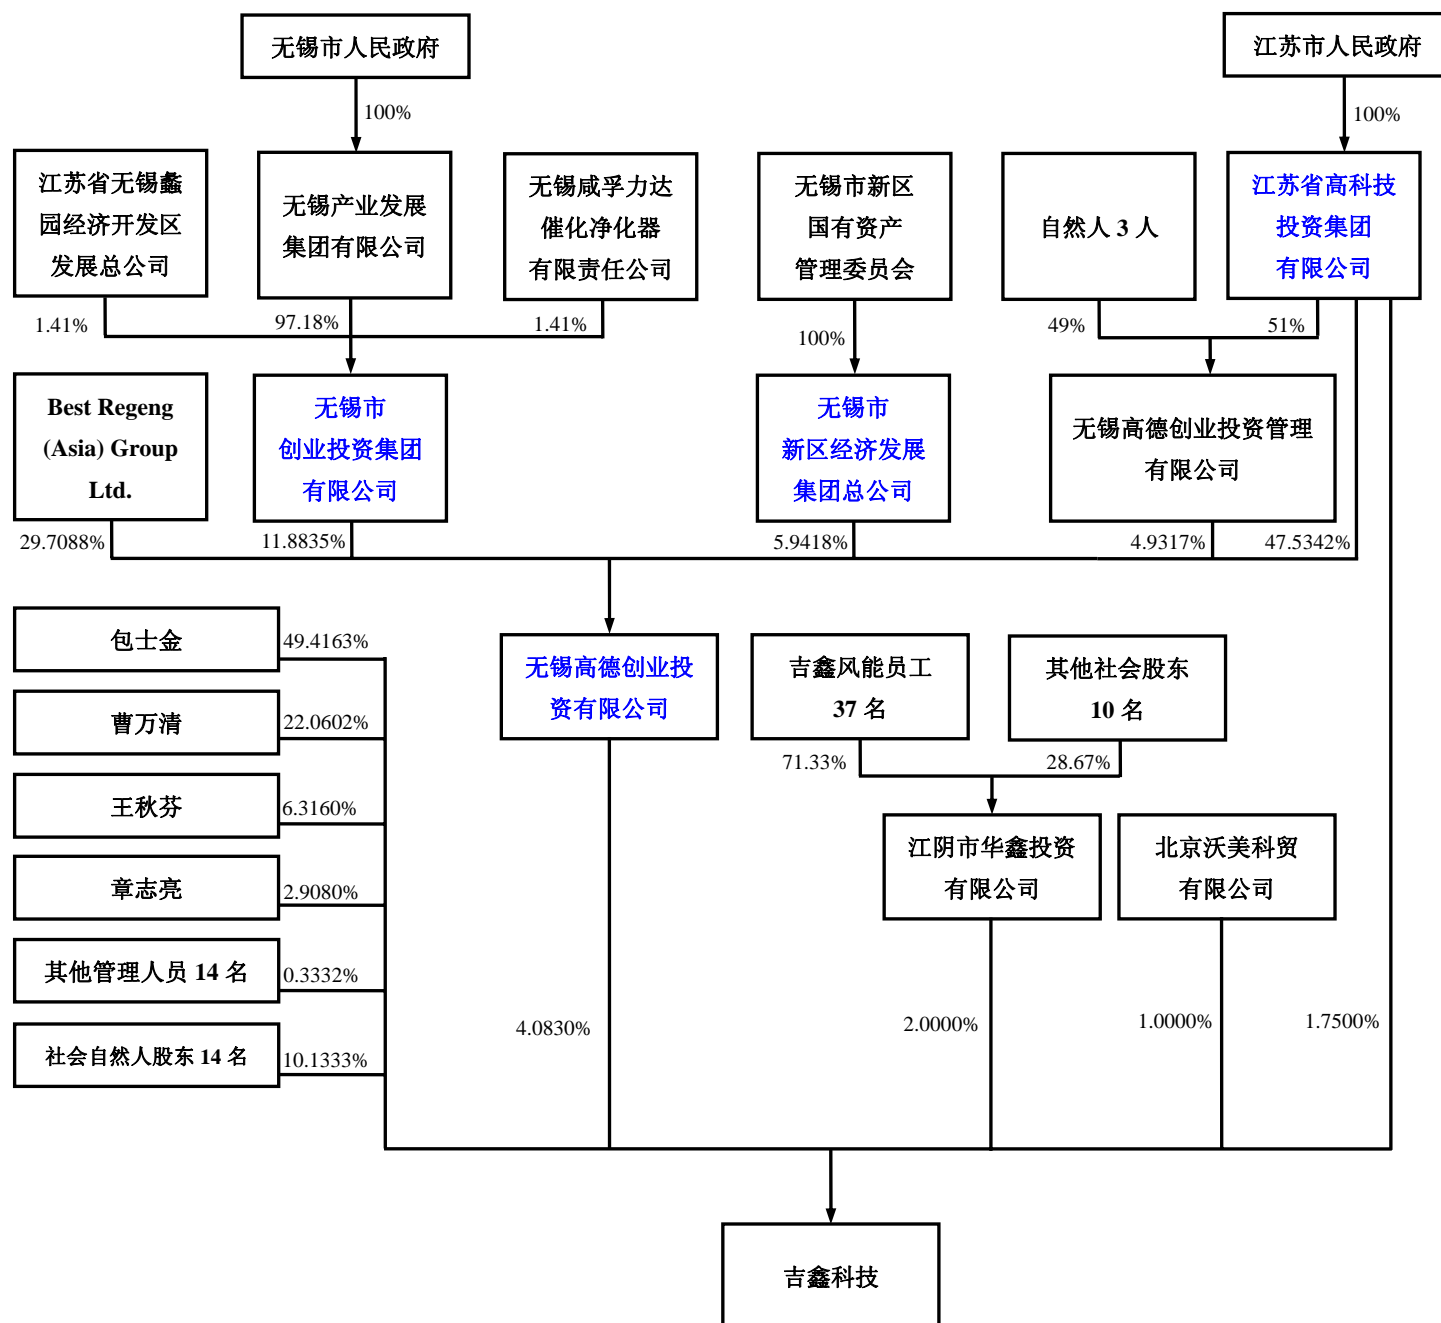 无锡市人民政府
江苏市人民政府
100%
100%
江苏省无锡蠡
园经济开发区
发展总公司
无锡产业发展
集团有限公司
无锡咸孚力达
催化净化器
有限责任公司
无锡市新区
国有资产
管理委员会
自然人 3 人
江苏省高科技
投资集团
有限公司
1.41%
97.18%
1.41%
100%
49%
51%
Best Regeng
(Asia) Group
Ltd.
无锡市
创业投资集团
有限公司
无锡市
新区经济发展
集团总公司
无锡高德创业投资管理
有限公司
29.7088%
11.8835%
5.9418%
4.9317%
47.5342%
包士金
49.4163%
无锡高德创业投
资有限公司
吉鑫风能员工
37 名
其他社会股东
10 名
曹万清
22.0602%
71.33%
28.67%
王秋芬
6.3160%
江阴市华鑫投资
有限公司
北京沃美科贸
有限公司
章志亮
2.9080%
其他管理人员 14 名
0.3332%
社会自然人股东 14 名
10.1333%
4.0830%
2.0000%
1.0000%
1.7500%
吉鑫科技